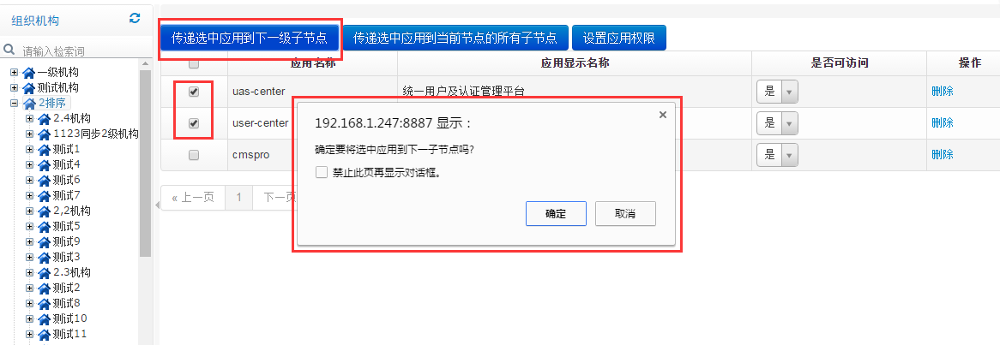 组织机构
请输入检索词
一级机构
测试机构
2排序
2.4机构
1123同步2级机构
测试1
测试4
测试6
测试7
2,2机构
测试5
测试9
测试3
2.3机构
测试2
测试8
测试10
测试11
传递选中应用到下一级子节点 传递选中应用到当前节点的所有子节点 设置应用权限
应用名称 应用显示名称 是否可访问 操作
uas-center 统一用户及认证管理平台 是 删除
user-center 是 删除
cmspro 是 删除
« 上一页 1 下一页
192.168.1.247:8887 显示：
确定要将选中应用到下一子节点吗?
禁止此页再显示对话框。
确定 取消